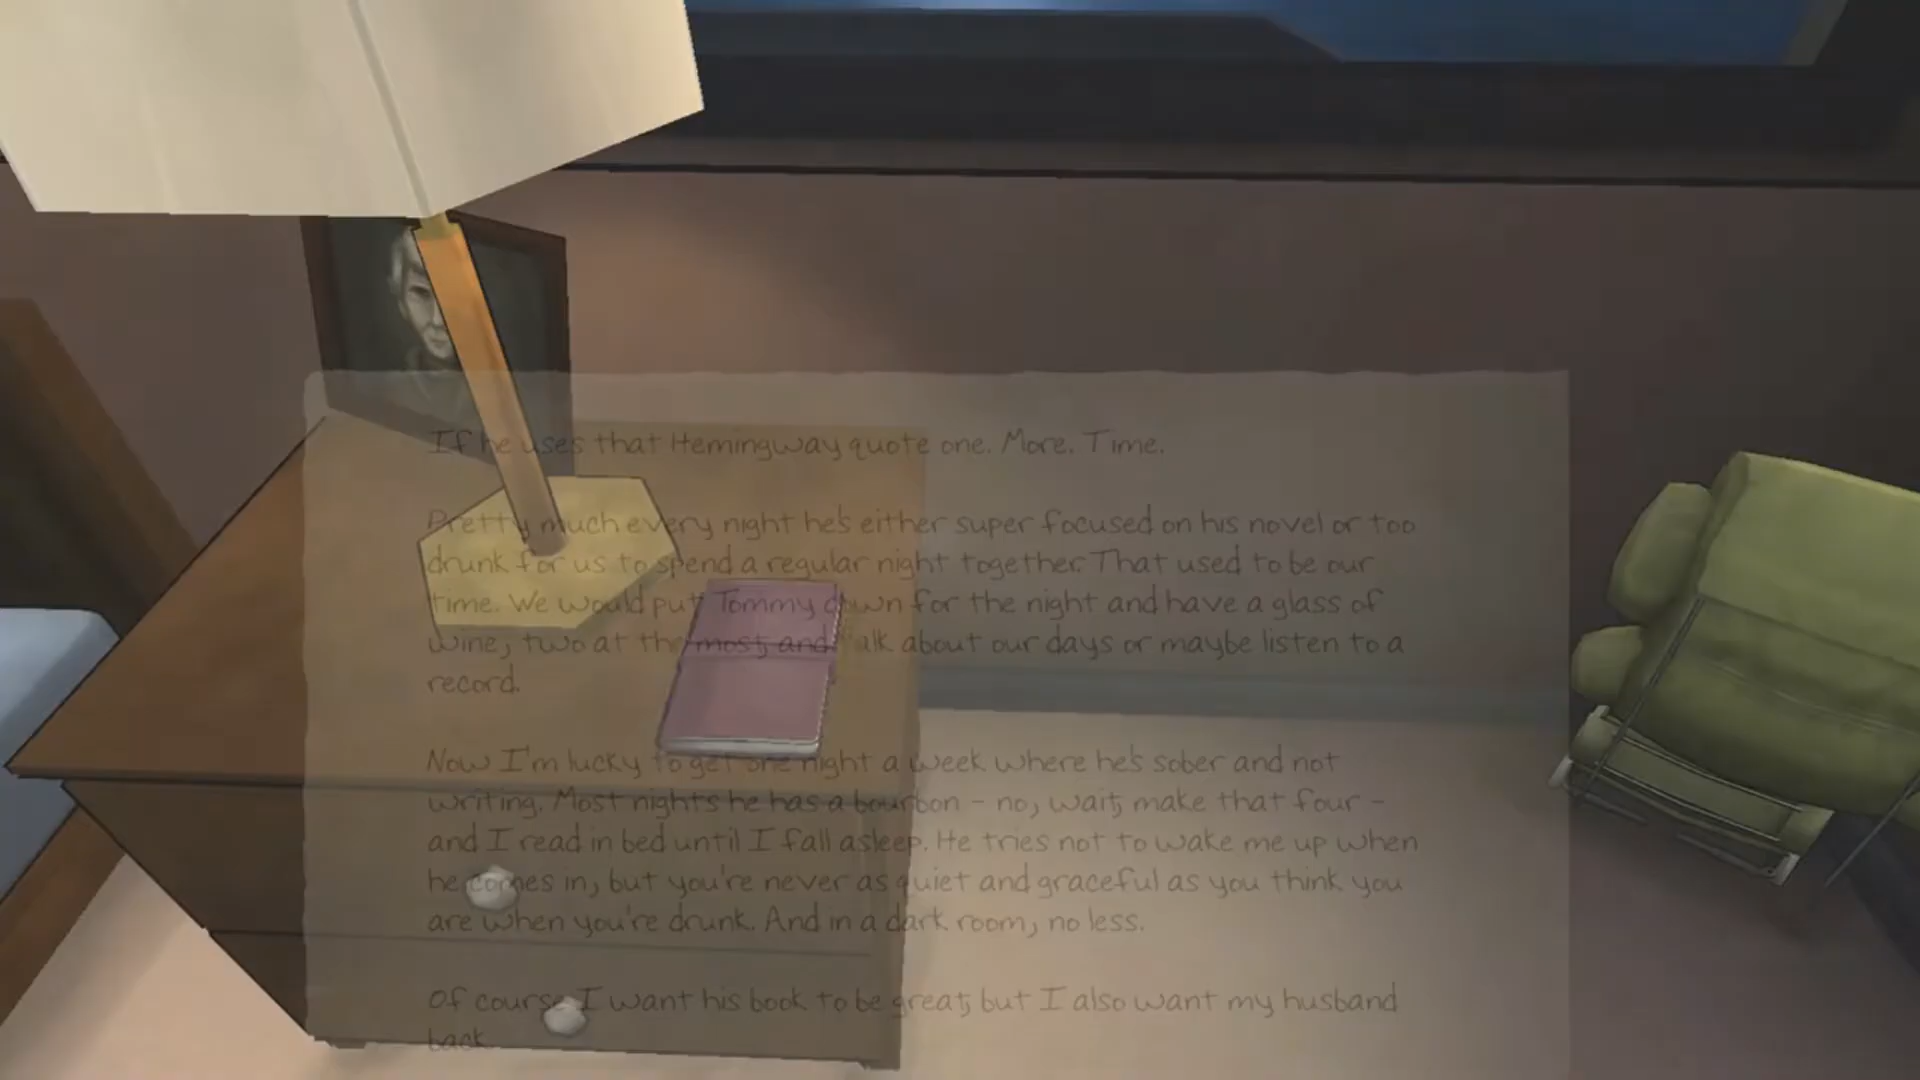 If he uses that Hemingway quote one. More. Time.
Pretty much every night he's either super focused on his novel or too
drunk for us to spend a regular night together. That used to be our
time. We would put Tommy down for the night and have a glass of
wine, two at the most, and talk about our days or maybe listen to a
record.
Now I'm lucky to get one night a week where he's sober and not
writing. Most nights he has a bourbon - no, wait, make that four -
and I read in bed until I fall asleep. He tries not to wake me up when
he comes in, but you're never as quiet and graceful as you think you
are when you're drunk. And in a dark room, no less.
Of course I want his book to be great, but I also want my husband
back.